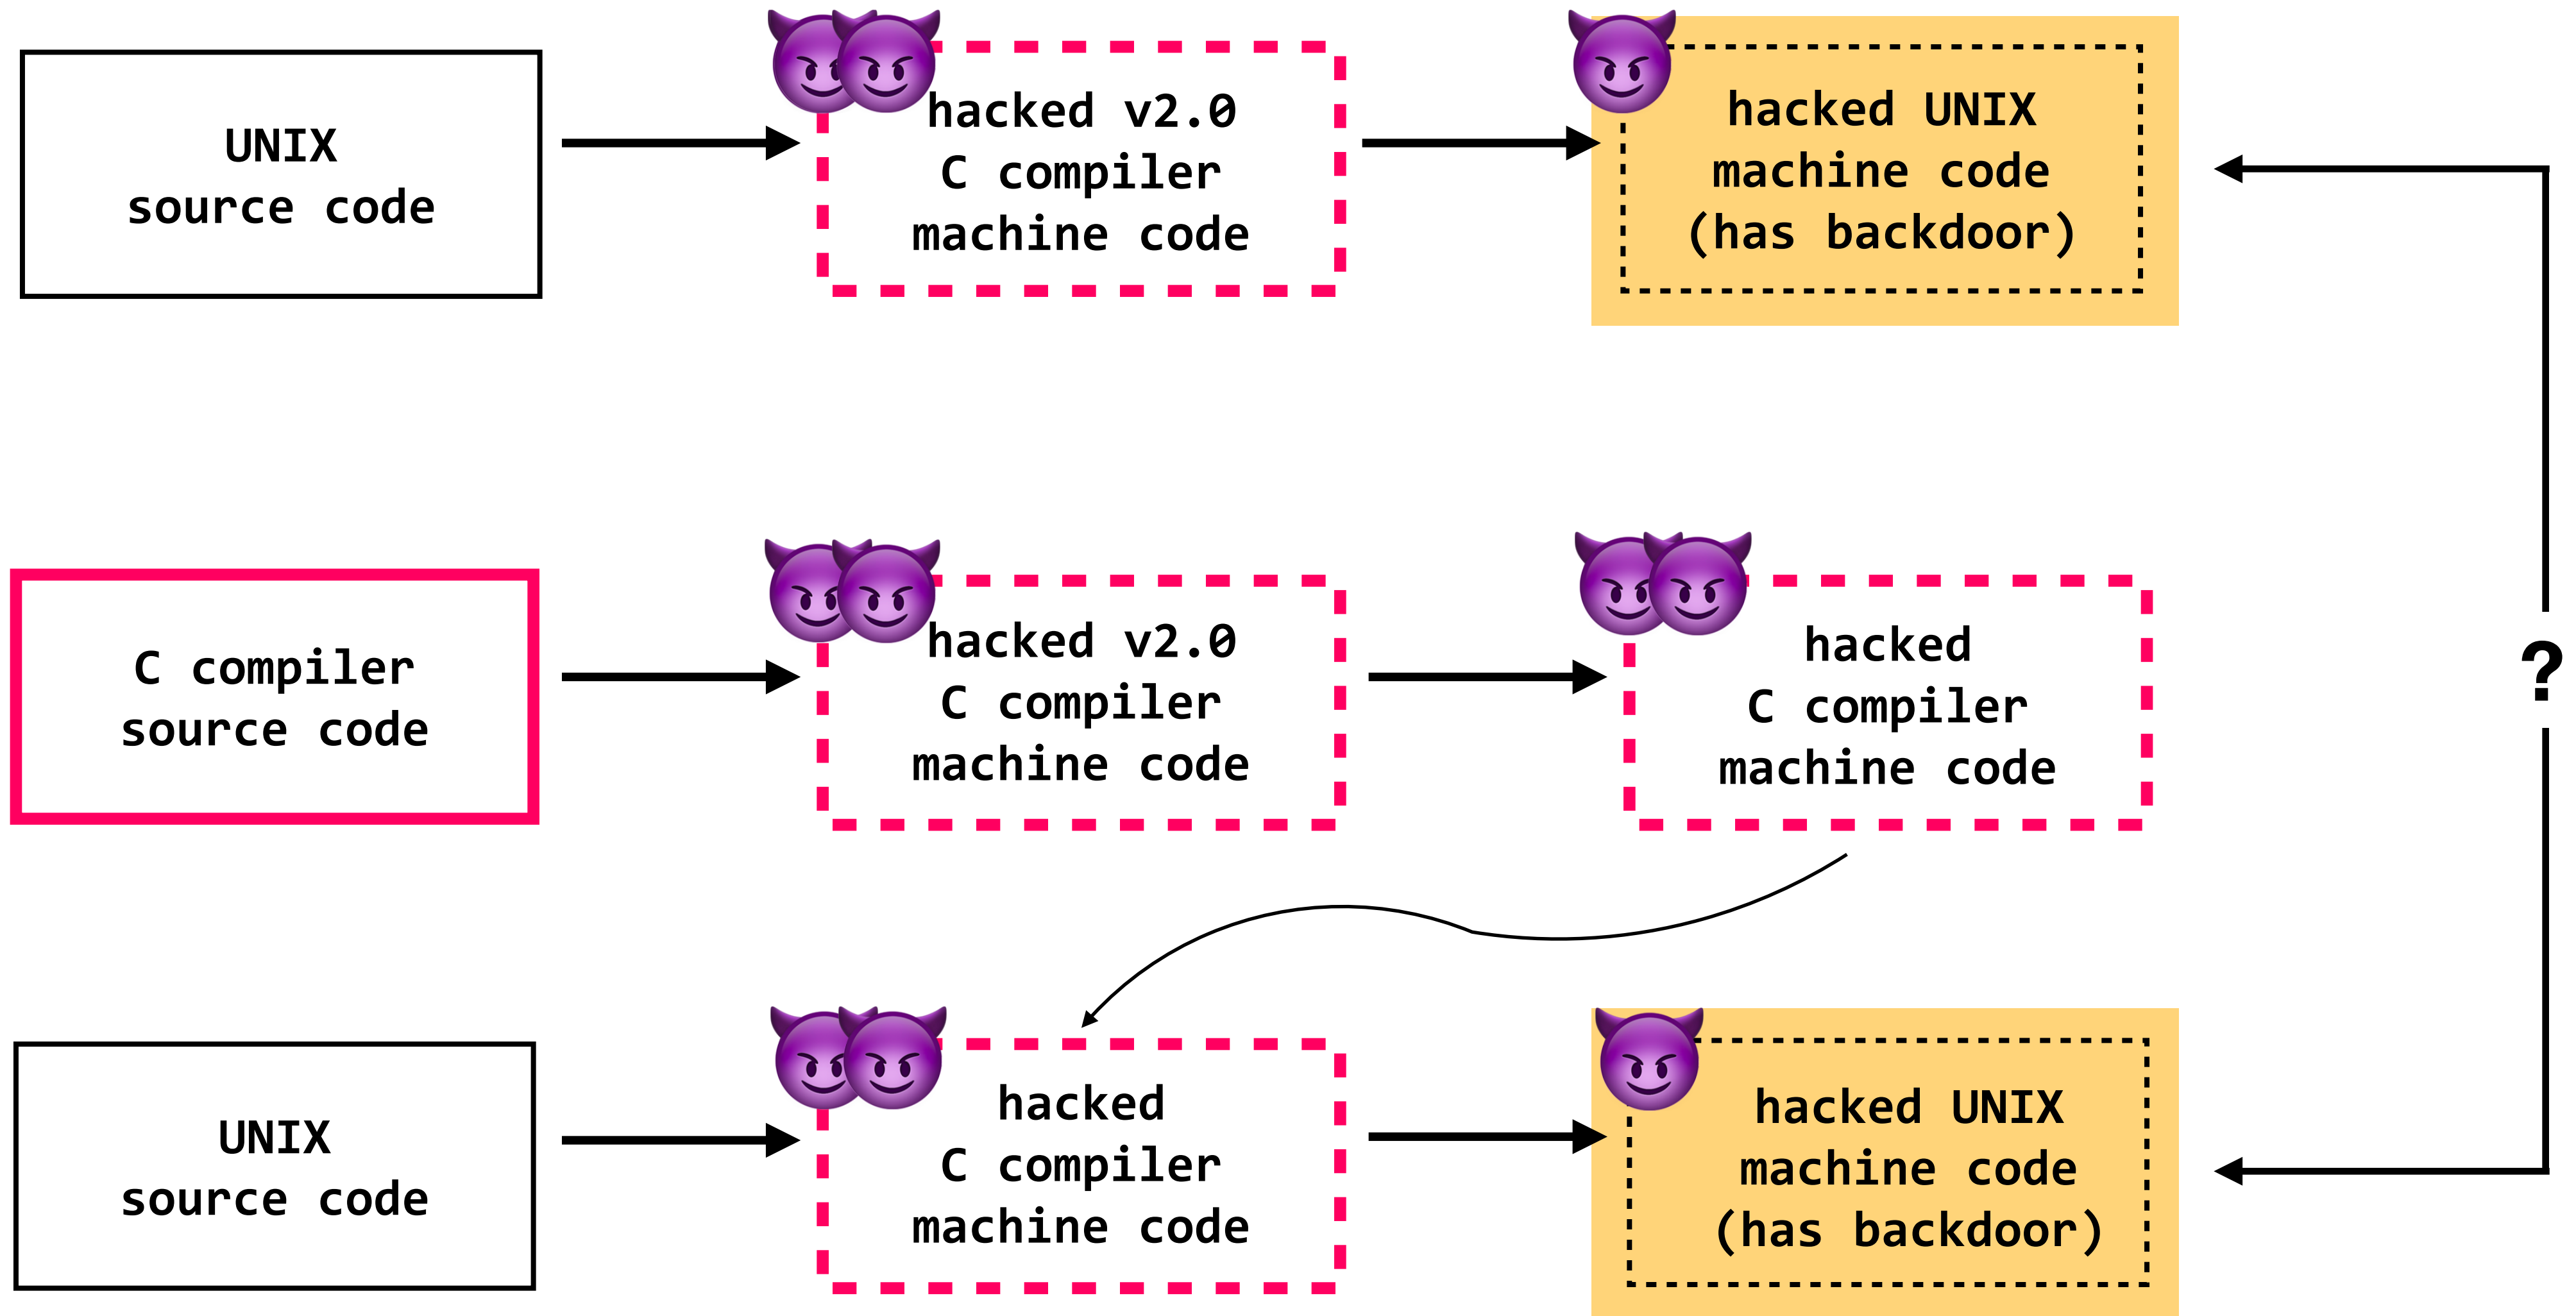 UNIX
source code
hacked v2.0
C compiler
machine code
hacked UNIX
machine code
(has backdoor)
C compiler
source code
hacked v2.0
C compiler
machine code
hacked
C compiler
machine code
?
UNIX
source code
hacked
C compiler
machine code
hacked UNIX
machine code
(has backdoor)